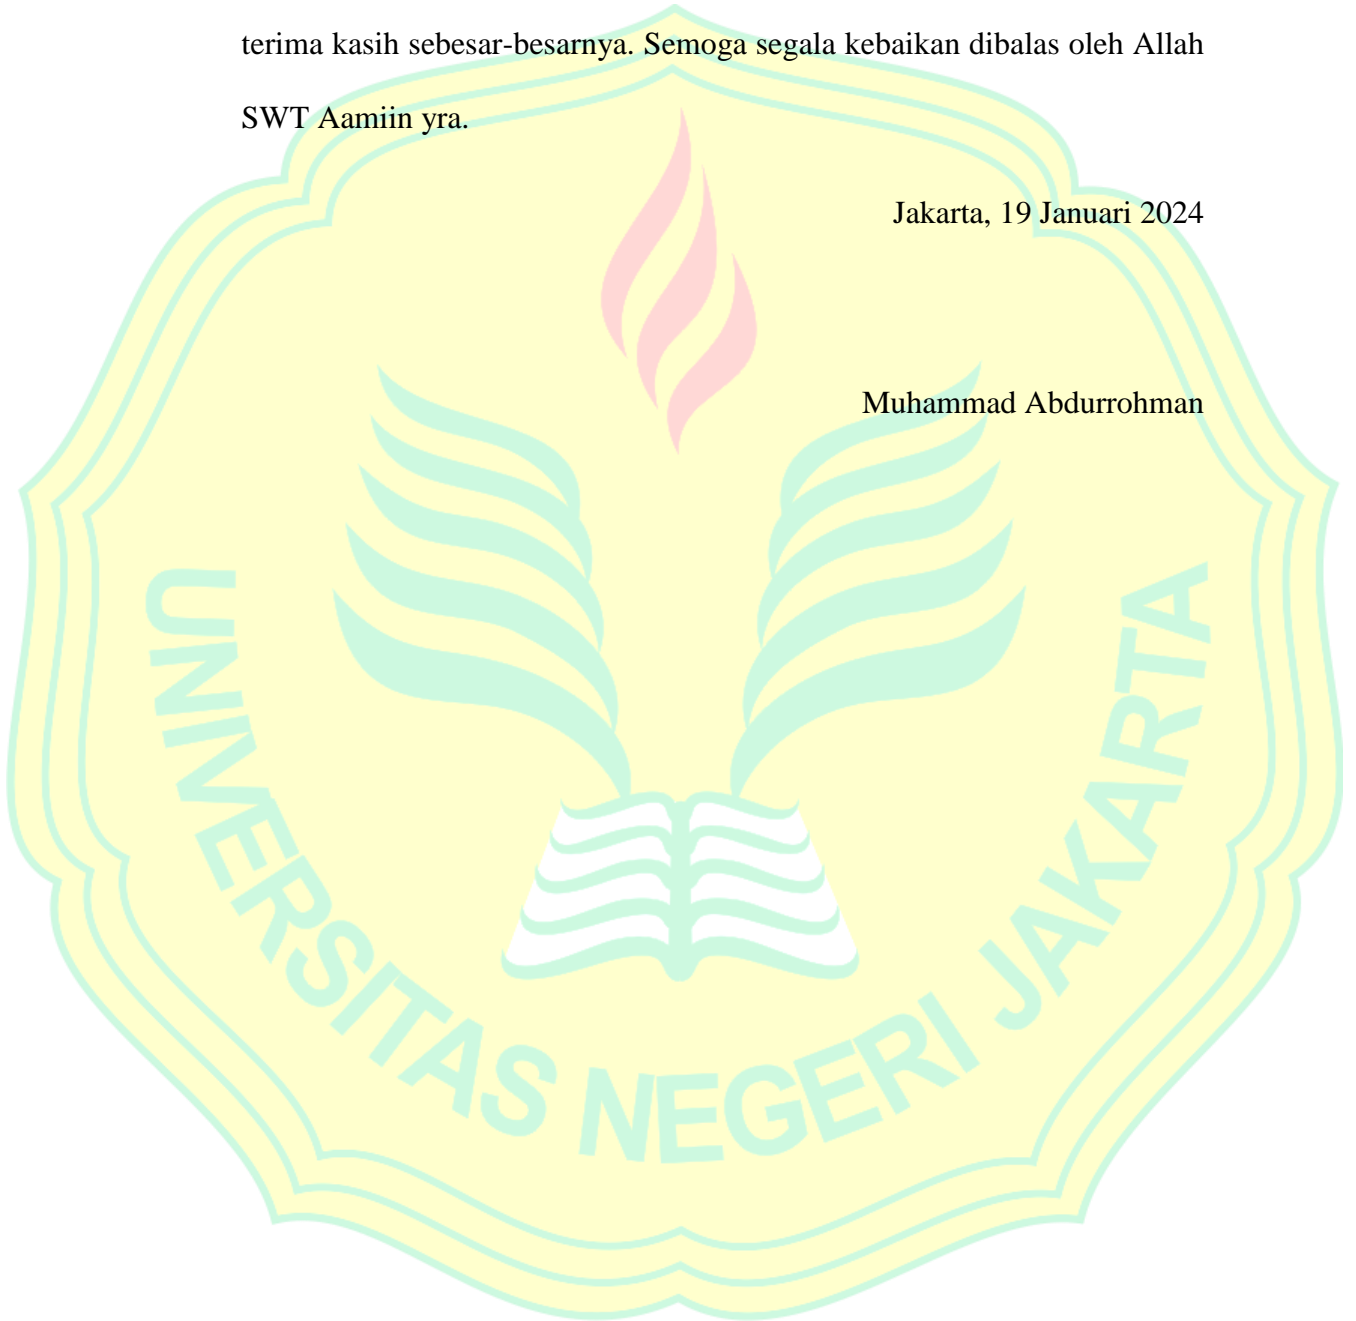 terima kasih sebesar-besarnya. Semoga segala kebaikan dibalas oleh Allah
SWT Aamiin yra.
Jakarta, 19 Januari 2024
Muhammad Abdurrohman
UNIVERSITAS NEGERI JAKARTA